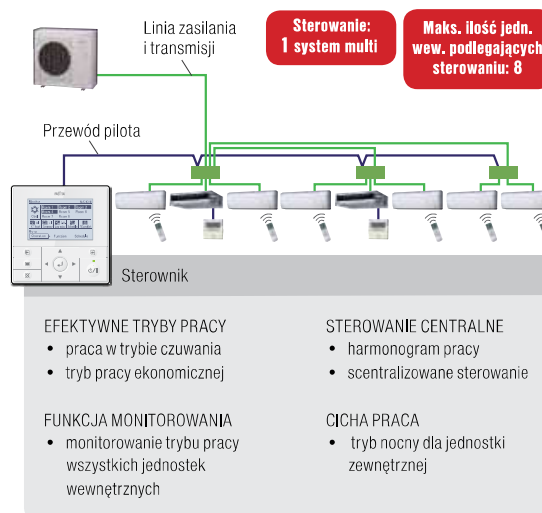 Linia zasilania
i transmisji
Sterowanie:
1 system multi
Maks. ilość jedn.
wew. podlegających
sterowaniu: 8
Przewód pilota
Sterownik
EFEKTYWNE TRYBY PRACY
• praca w trybie czuwania
• tryb pracy ekonomicznej
FUNKCJA MONITOROWANIA
• monitorowanie trybu pracy
wszystkich jednostek
wewnętrznych
STEROWANIE CENTRALNE
• harmonogram pracy
• scentralizowane sterowanie
CICHA PRACA
• tryb nocny dla jednostki
zewnętrznej